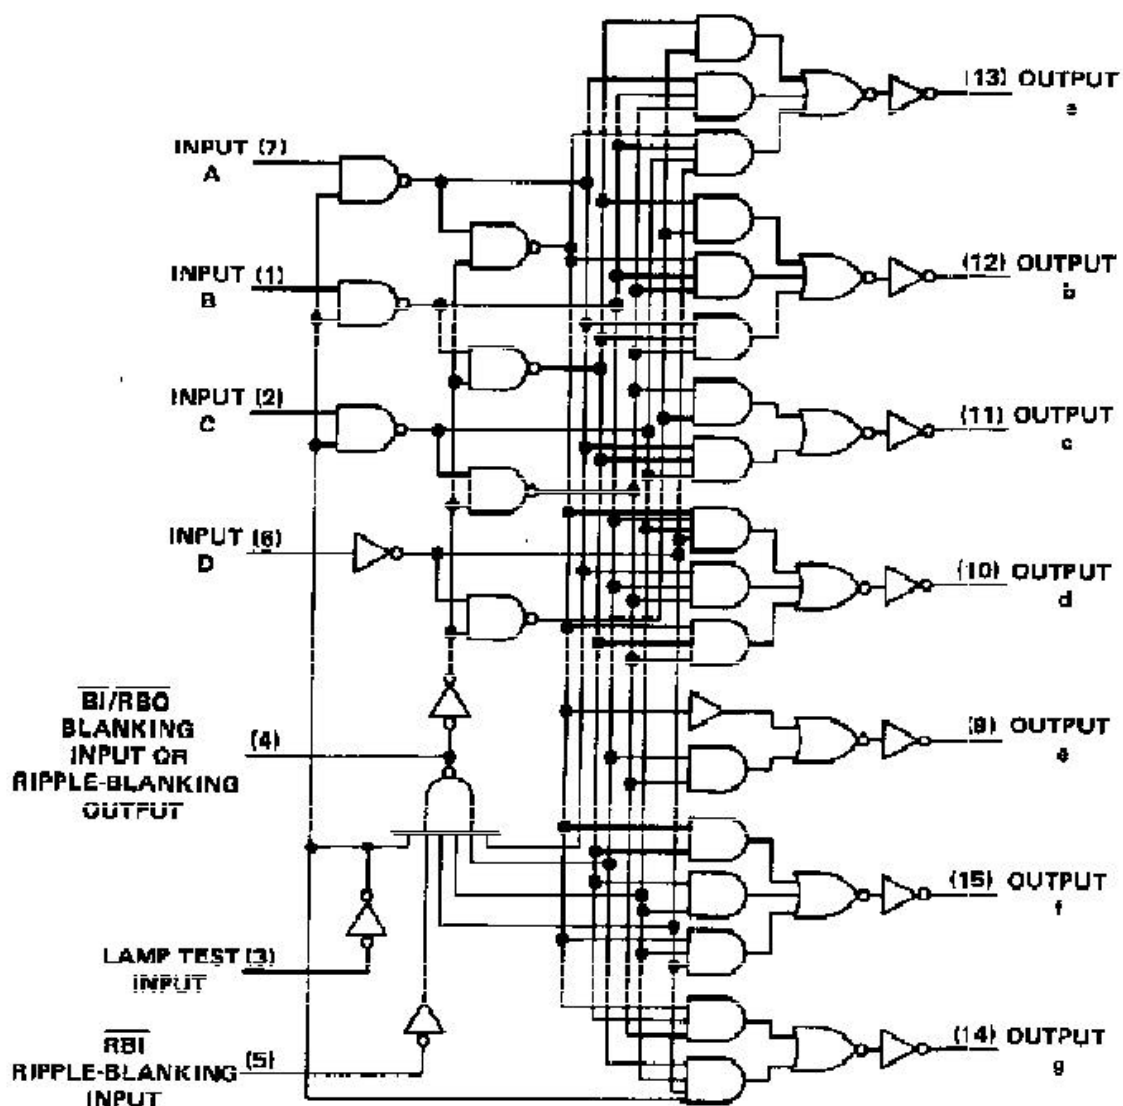 (13) OUTPUT
a
INPUT (7)
A
(12) OUTPUT
b
INPUT (1)
B
INPUT (2)
C
(11) OUTPUT
c
INPUT (6)
D
(10) OUTPUT
d
BI/RBO
BLANKING
INPUT OR
RIPPLE-BLANKING
OUTPUT
(4)
(9) OUTPUT
e
(15) OUTPUT
f
LAMP TEST (3)
INPUT
RBI
RIPPLE-BLANKING (5)
INPUT
(14) OUTPUT
g